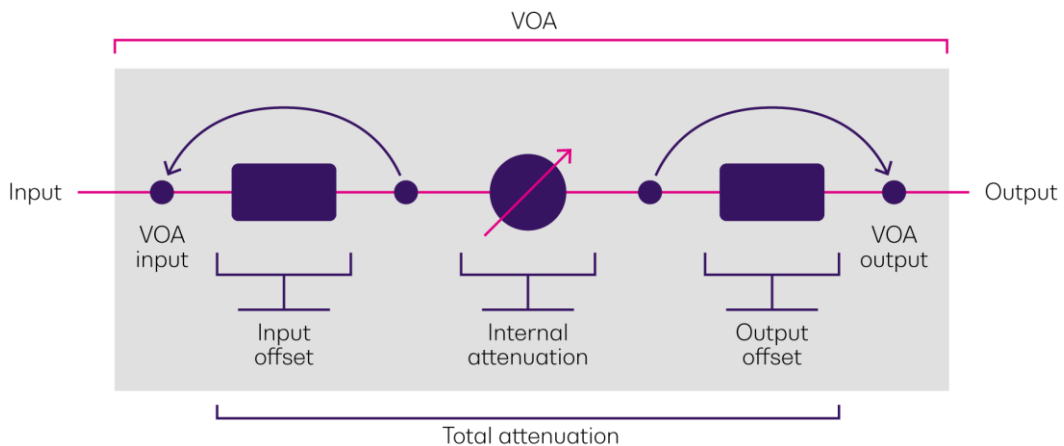 VOA
Input
Output
VOA
input
VOA
output
Input
offset
Internal
attenuation
Output
offset
Total attenuation